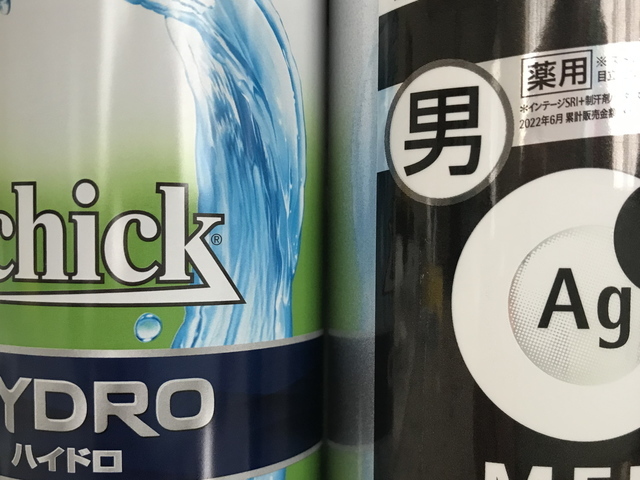 chick®
YDRO
ハイドロ
薬用
男
※インテージSRI+制汗剤
2022年6月 累計販売金
Ag